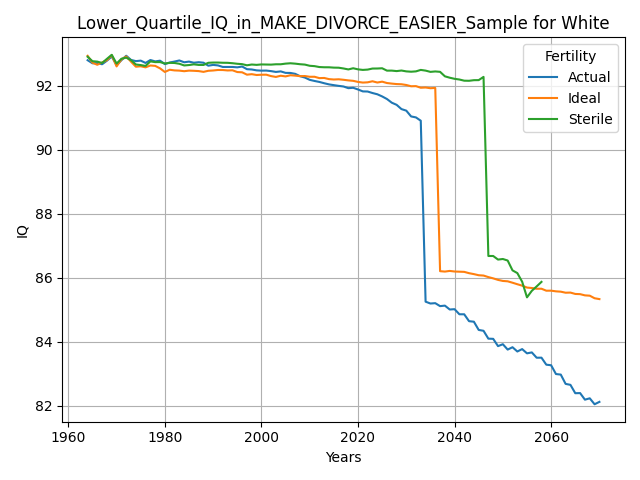 Lower_Quartile_IQ_in_MAKE_DIVORCE_EASIER_Sample for White
Fertility
Actual
Ideal
Sterile
IQ
92
90
88
86
84
82
1960
1980
2000
2020
2040
2060
Years